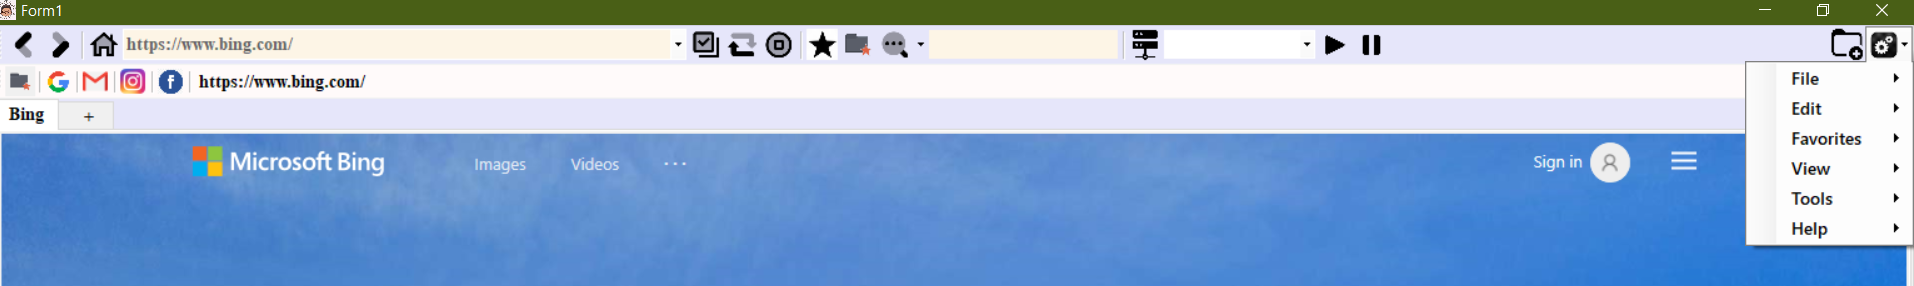 Form1
https://www.bing.com/
https://www.bing.com/
Bing +
Microsoft Bing Images Videos ... Sign in
File
Edit
Favorites
View
Tools
Help